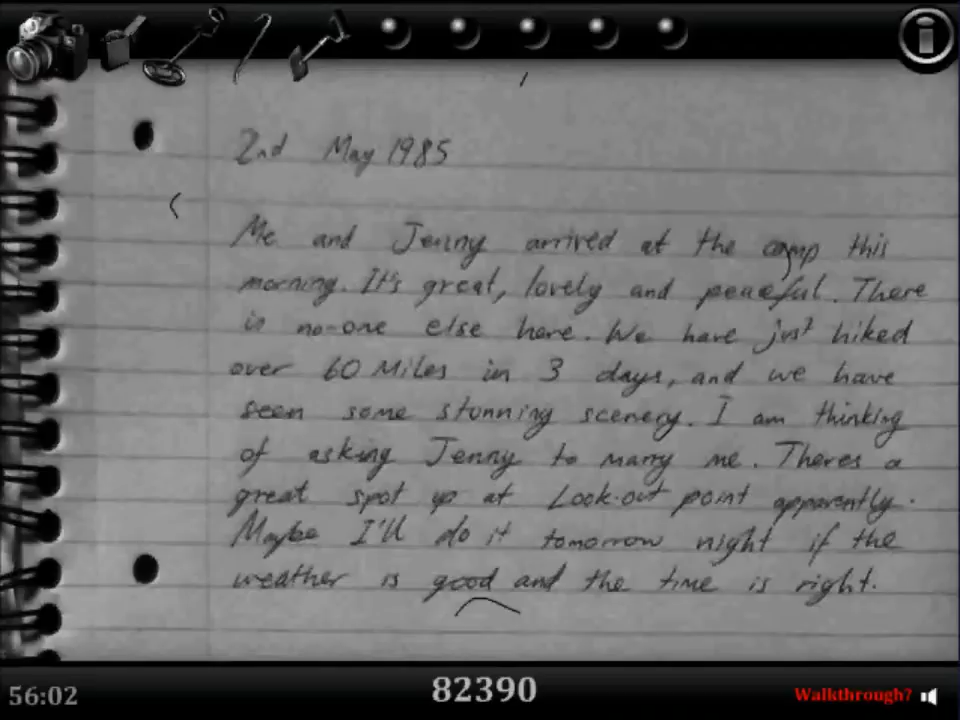 2nd May 1985
Me and Jenny arrived at the camp this
morning. It's great, lovely and peaceful. There
is no-one else here. We have just hiked
over 60 Miles in 3 days, and we have
seen some stunning scenery. I am thinking
of asking Jenny to marry me. Theres a
great spot up at Look-out point apparently.
Maybe I'll do it tomorrow night if the
weather is good and the time is right.
56:02 82390 Walkthrough?